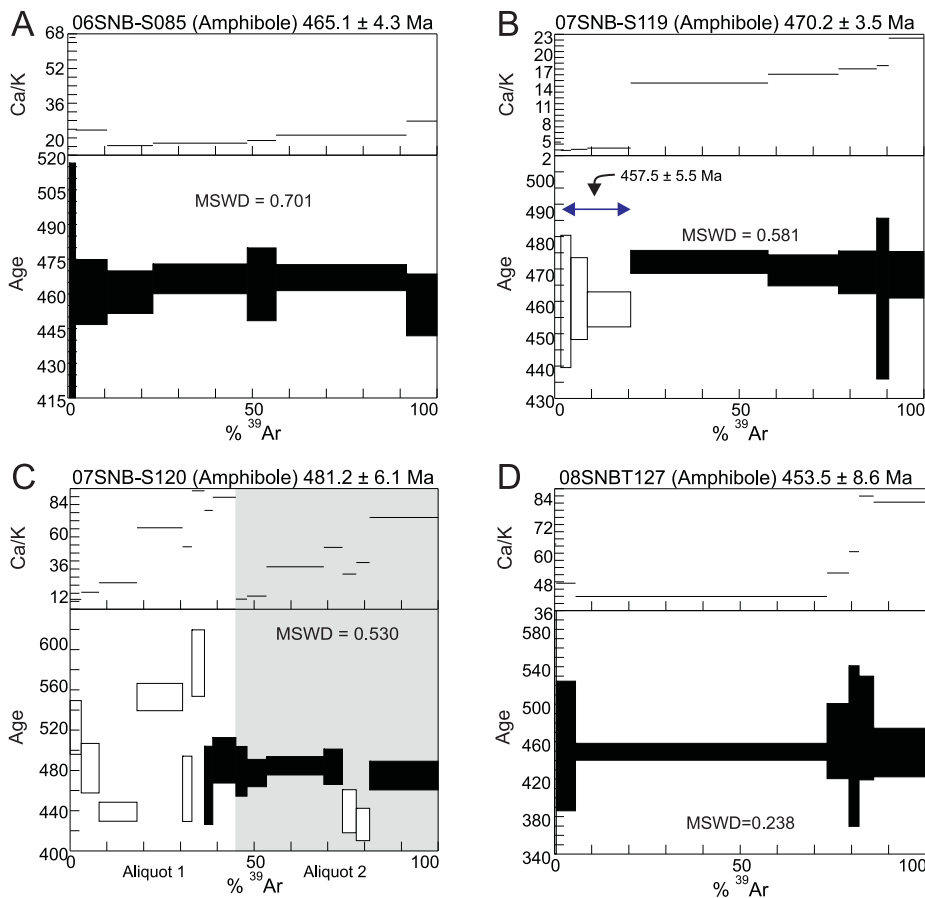 A
06SNB-S085 (Amphibole) 465.1 ± 4.3 Ma
Ca/K
68
52
36
20
Age
520
505
490
475
460
445
430
415
MSWD = 0.701
0 50 100
% 39Ar
B
07SNB-S119 (Amphibole) 470.2 ± 3.5 Ma
Ca/K
23
21
19
17
14
11
9
8
5
3
2
Age
500
490
480
470
460
450
440
430
457.5 ± 5.5 Ma
MSWD = 0.581
0 50 100
% 39Ar
C
07SNB-S120 (Amphibole) 481.2 ± 6.1 Ma
Ca/K
84
60
36
12
Age
600
560
520
480
440
400
MSWD = 0.530
0 50 100
Aliquot 1 Aliquot 2
% 39Ar
D
08SNBT127 (Amphibole) 453.5 ± 8.6 Ma
Ca/K
84
72
60
48
36
Age
580
540
500
460
420
380
340
MSWD=0.238
0 50 100
% 39Ar